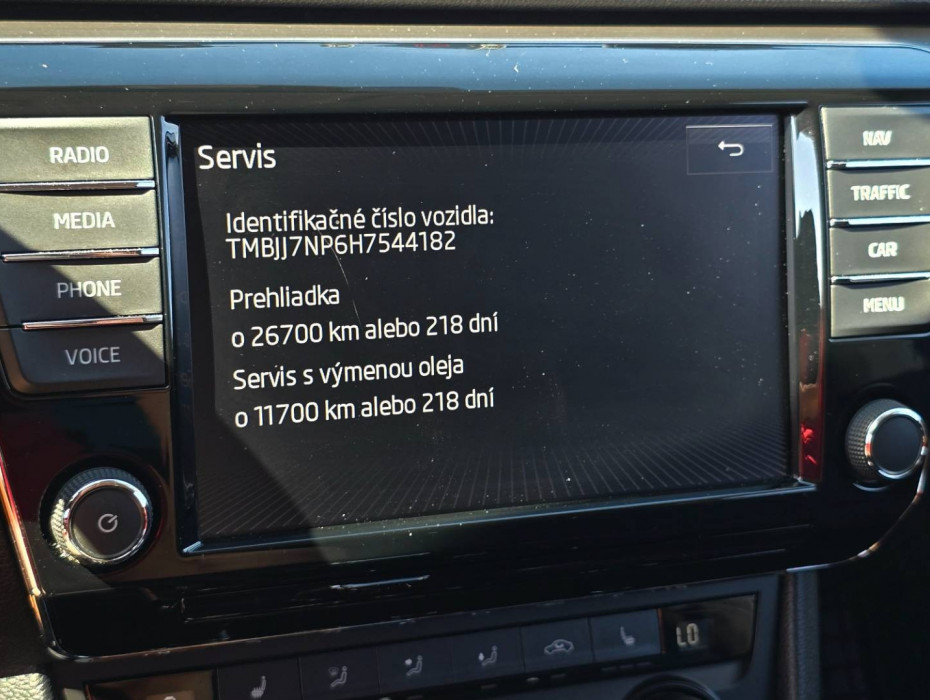 Servis
Identifikačné číslo vozidla:
TMBJJ7NP6H7544182
Prehliadka
o 26700 km alebo 218 dní
Servis s výmenou oleja
o 11700 km alebo 218 dní
RADIO
MEDIA
PHONE
VOICE
NAV
TRAFFIC
CAR
MENU
LO